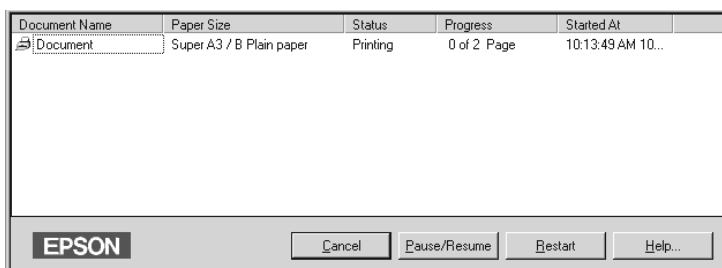 Document Name Paper Size Status Progress Started At
Document Super A3 / B Plain paper Printing 0 of 2 Page 10:13:49 AM 10...
EPSON Cancel Pause/Resume Restart Help...